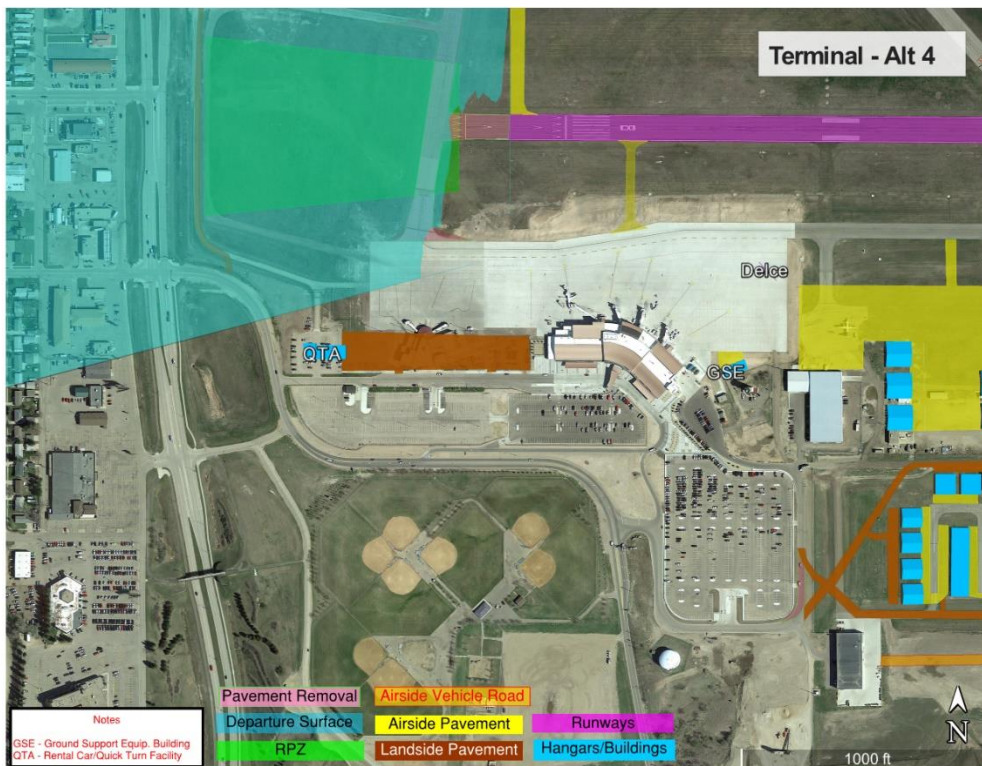 Terminal - Alt 4
Deice
QTA
GSE
Pavement Removal
Airside Vehicle Road
Departure Surface
Airside Pavement
Runways
RPZ
Landside Pavement
Hangars/Buildings
Notes
GSE - Ground Support Equip. Building
QTA - Rental Car/Quick Turn Facility
N
1000 ft